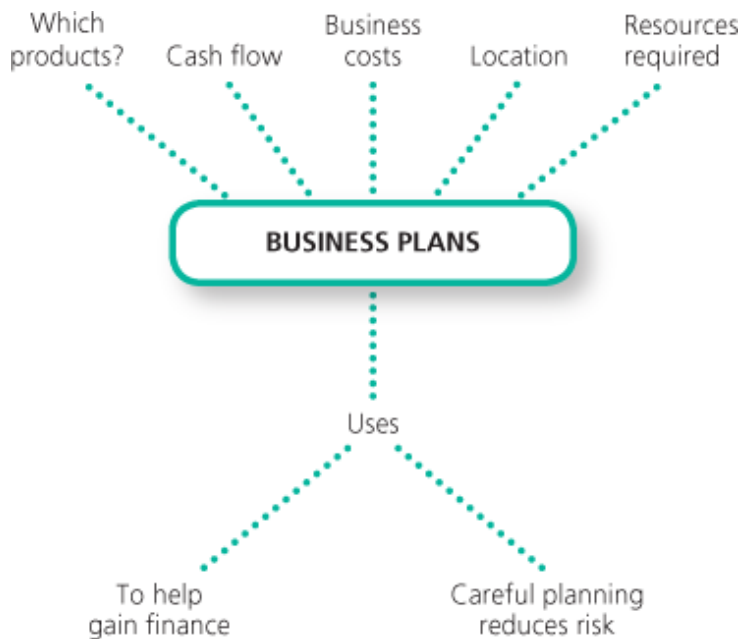 Which
products?
Cash flow
Business
costs
Location
Resources
required
BUSINESS PLANS
Uses
To help
gain finance
Careful planning
reduces risk